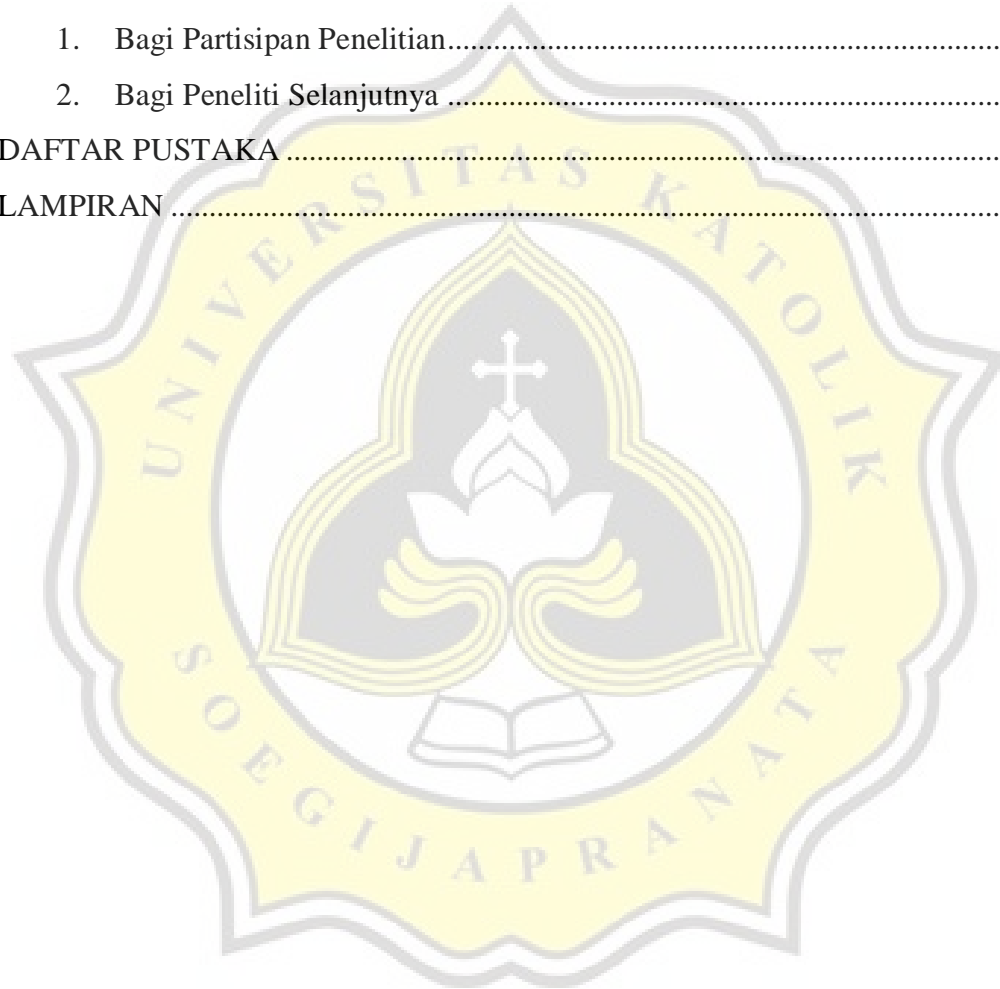 1. Bagi Partisipan Penelitian..........................................................................
2. Bagi Peneliti Selanjutnya ..........................................................................
DAFTAR PUSTAKA ...............................................................................................
LAMPIRAN ..............................................................................................................
UNIVERSITAS KATOLIK
SOEGIJAPRANATA